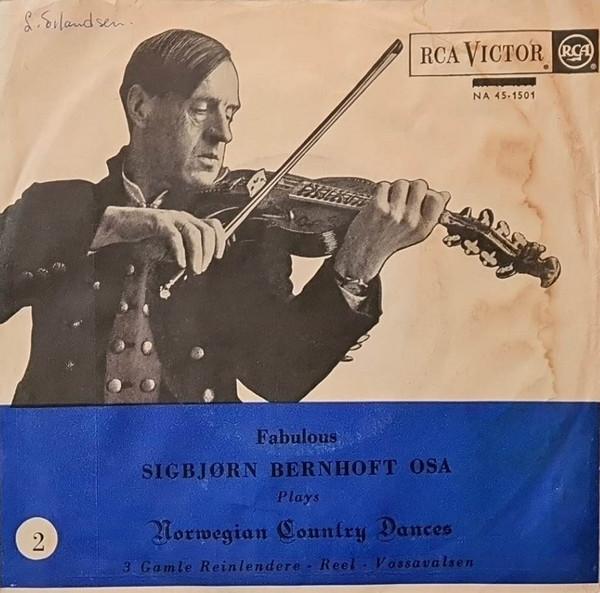 RCA VICTOR
RCA
NA 45-1501
Fabulous
SIGBJØRN BERNHOFT OSA
Plays
Norwegian Country Dances
2
3 Gamle Reinlendere - Reel - Vossavalsen